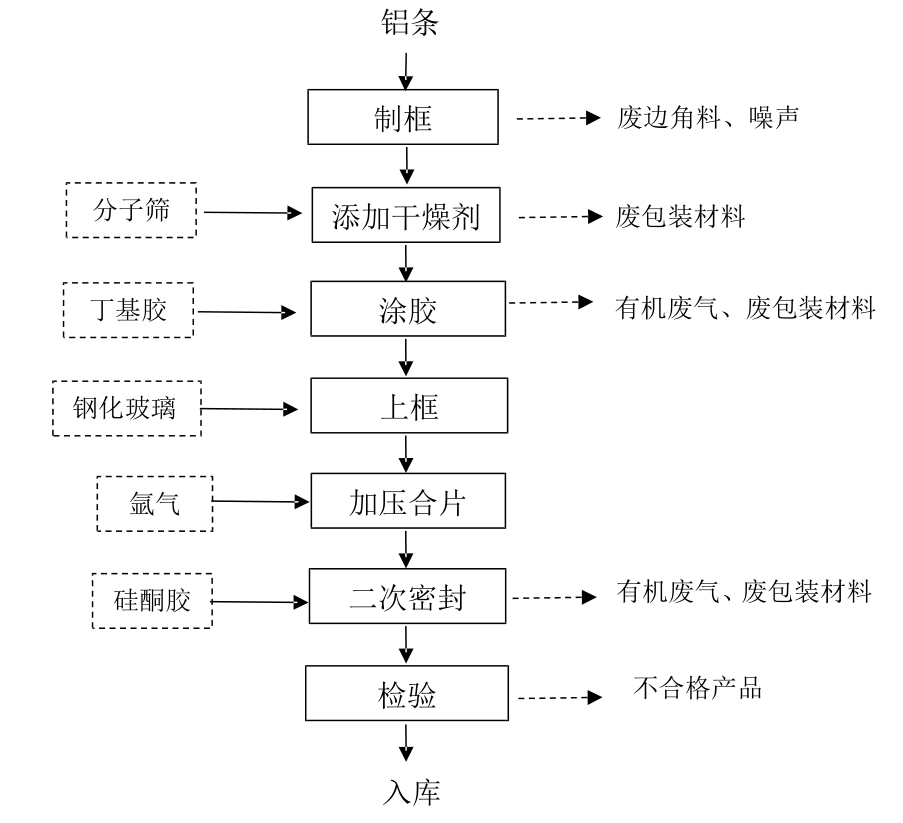 铝条
制框
废边角料、噪声
分子筛
添加干燥剂
废包装材料
丁基胶
涂胶
有机废气、废包装材料
钢化玻璃
上框
氩气
加压合片
硅酮胶
二次密封
有机废气、废包装材料
检验
不合格产品
入库